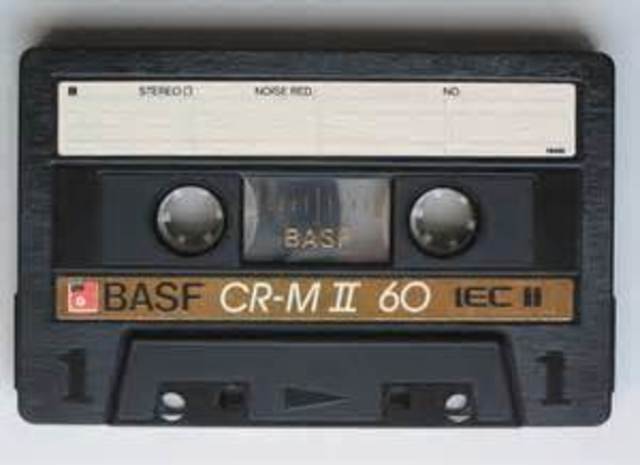 STEREO NOISE RED. NO
BASF
BASF CR-M II 60 IEC II
1 1